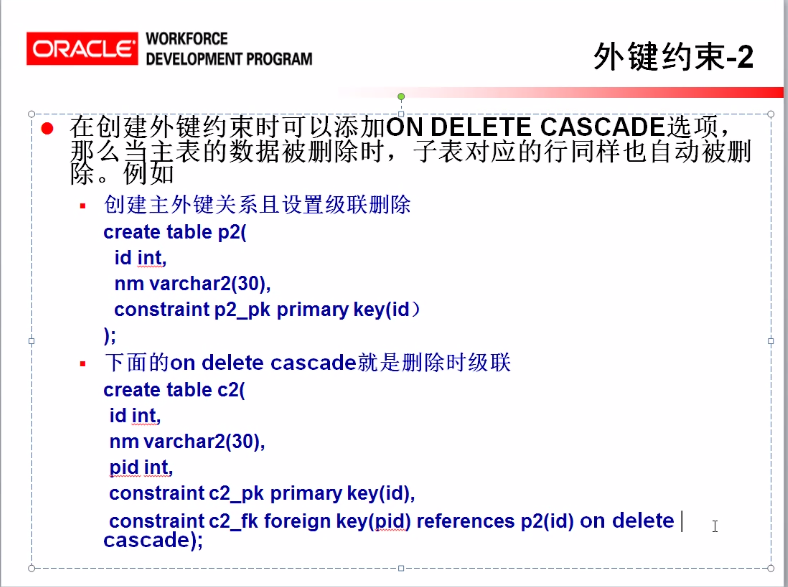 ORACLE WORKFORCE
DEVELOPMENT PROGRAM
外键约束-2
在创建外键约束时可以添加ON DELETE CASCADE选项，
那么当主表的数据被删除时，子表对应的行同样也自动被删
除。例如
创建主外键关系且设置级联删除
create table p2(
id int,
nm varchar2(30),
constraint p2_pk primary key(id）
);
下面的on delete cascade就是删除时级联
create table c2(
id int,
nm varchar2(30),
pid int,
constraint c2_pk primary key(id),
constraint c2_fk foreign key(pid) references p2(id) on delete
cascade);